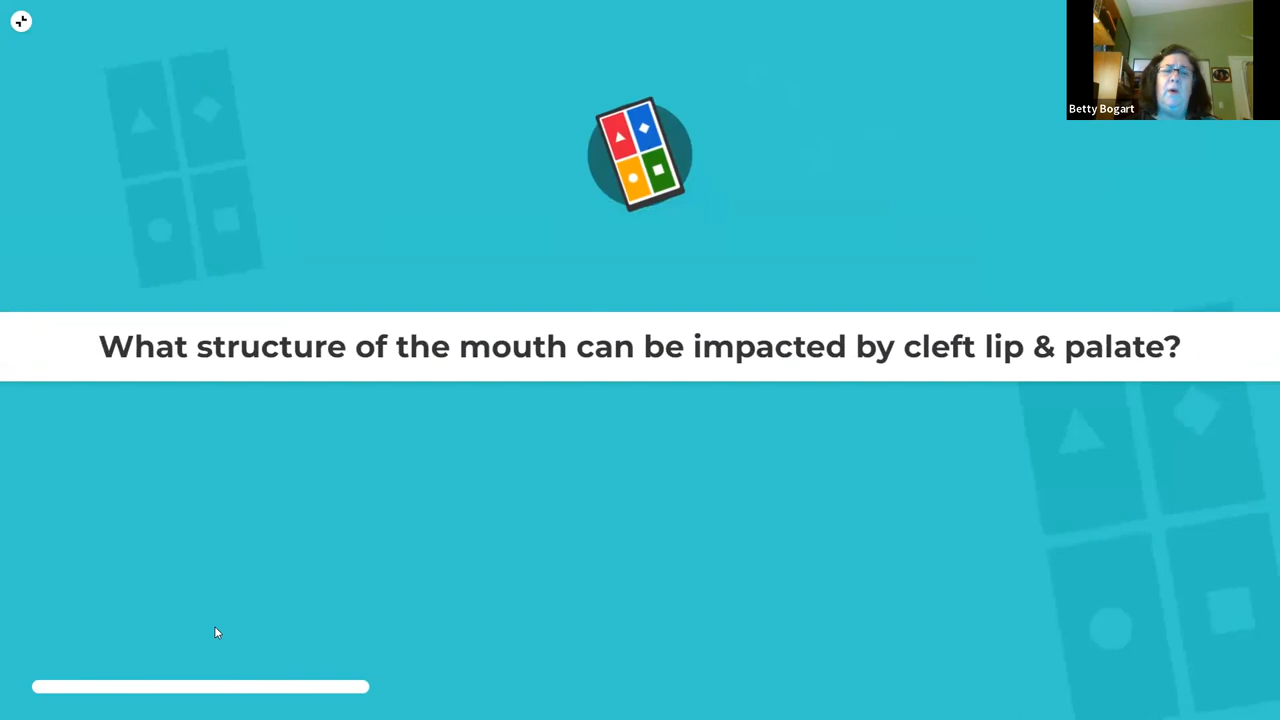 Betty Bogart
What structure of the mouth can be impacted by cleft lip & palate?